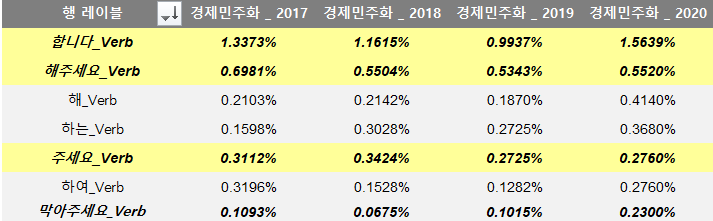 행 레이블 경제민주화 _ 2017 경제민주화 _ 2018 경제민주화 _ 2019 경제민주화 _ 2020
합니다_Verb 1.3373% 1.1615% 0.9937% 1.5639%
해주세요_Verb 0.6981% 0.5504% 0.5343% 0.5520%
해_Verb 0.2103% 0.2142% 0.1870% 0.4140%
하는_Verb 0.1598% 0.3028% 0.2725% 0.3680%
주세요_Verb 0.3112% 0.3424% 0.2725% 0.2760%
하여_Verb 0.3196% 0.1528% 0.1282% 0.2760%
막아주세요_Verb 0.1093% 0.0675% 0.1015% 0.2300%